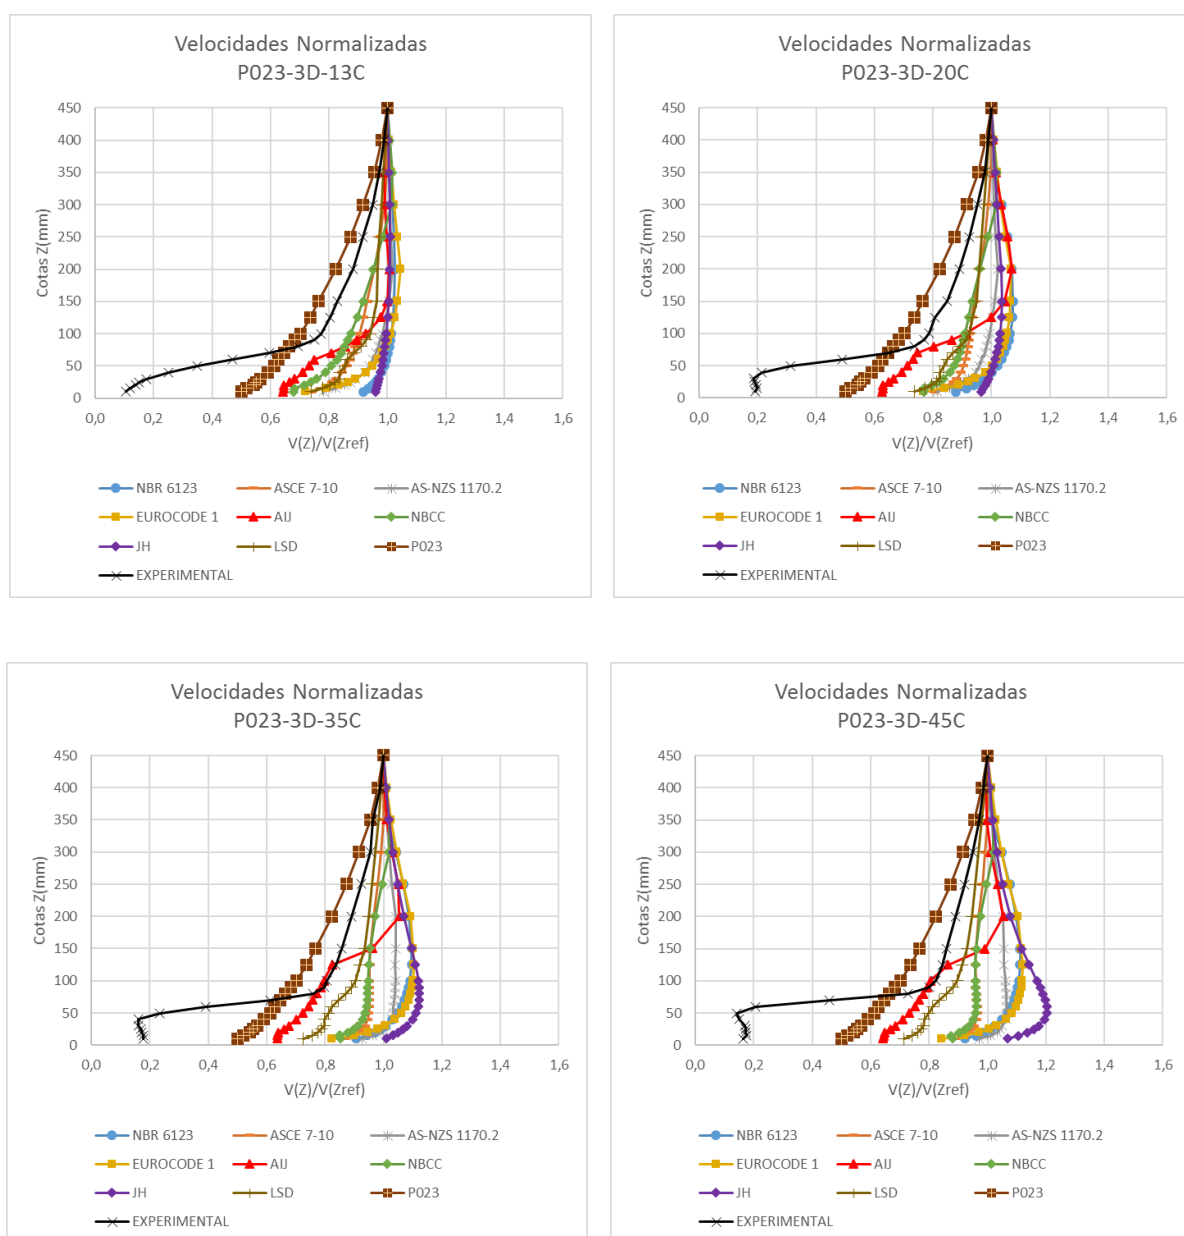 Velocidades Normalizadas
P023-3D-13C
Cotas Z(mm)
450
400
350
300
250
200
150
100
50
0
0,0 0,2 0,4 0,6 0,8 1,0 1,2 1,4 1,6
V(Z)/V(Zref)
NBR 6123 ASCE 7-10 AS-NZS 1170.2
EUROCODE 1 AIJ NBCC
JH LSD P023
EXPERIMENTAL
Velocidades Normalizadas
P023-3D-20C
Cotas Z(mm)
450
400
350
300
250
200
150
100
50
0
0,0 0,2 0,4 0,6 0,8 1,0 1,2 1,4 1,6
V(Z)/V(Zref)
NBR 6123 ASCE 7-10 AS-NZS 1170.2
EUROCODE 1 AIJ NBCC
JH LSD P023
EXPERIMENTAL
Velocidades Normalizadas
P023-3D-35C
Cotas Z(mm)
450
400
350
300
250
200
150
100
50
0
0,0 0,2 0,4 0,6 0,8 1,0 1,2 1,4 1,6
V(Z)/V(Zref)
NBR 6123 ASCE 7-10 AS-NZS 1170.2
EUROCODE 1 AIJ NBCC
JH LSD P023
EXPERIMENTAL
Velocidades Normalizadas
P023-3D-45C
Cotas Z(mm)
450
400
350
300
250
200
150
100
50
0
0,0 0,2 0,4 0,6 0,8 1,0 1,2 1,4 1,6
V(Z)/V(Zref)
NBR 6123 ASCE 7-10 AS-NZS 1170.2
EUROCODE 1 AIJ NBCC
JH LSD P023
EXPERIMENTAL